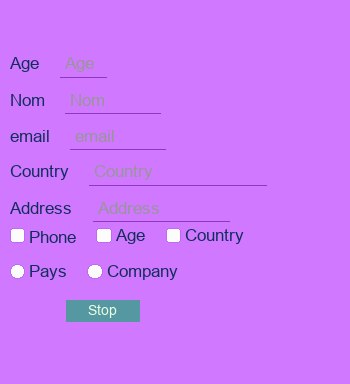 Age Age
Nom Nom
email email
Country Country
Address Address
Phone Age Country
Pays Company
Stop